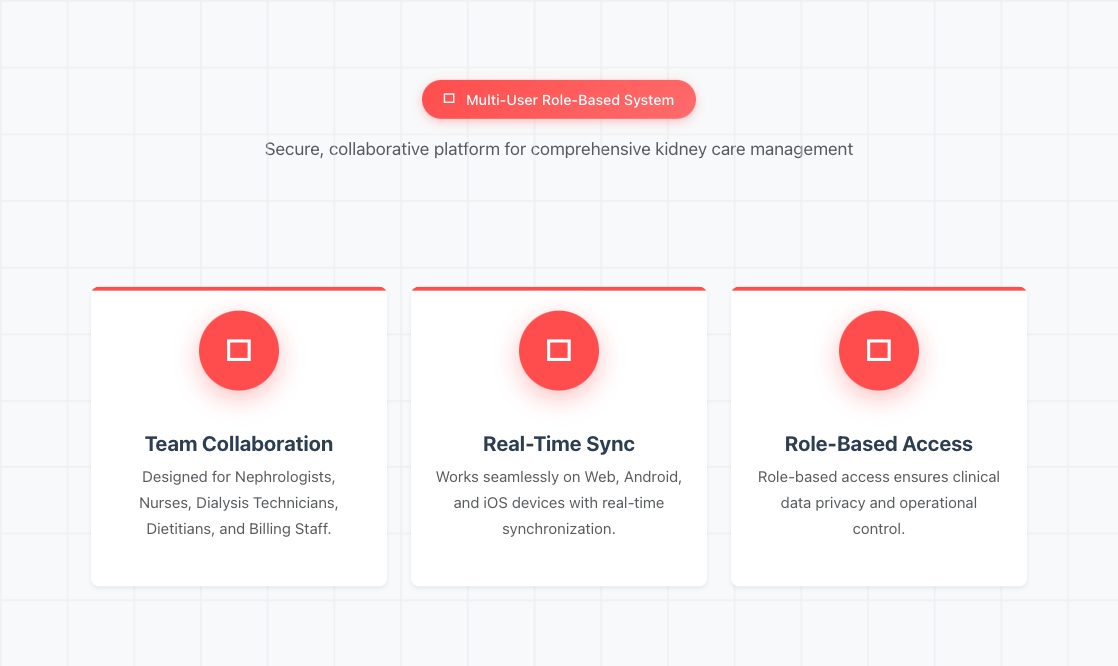 Multi-User Role-Based System
Secure, collaborative platform for comprehensive kidney care management
Team Collaboration
Designed for Nephrologists,
Nurses, Dialysis Technicians,
Dietitians, and Billing Staff.
Real-Time Sync
Works seamlessly on Web, Android,
and iOS devices with real-time
synchronization.
Role-Based Access
Role-based access ensures clinical
data privacy and operational
control.